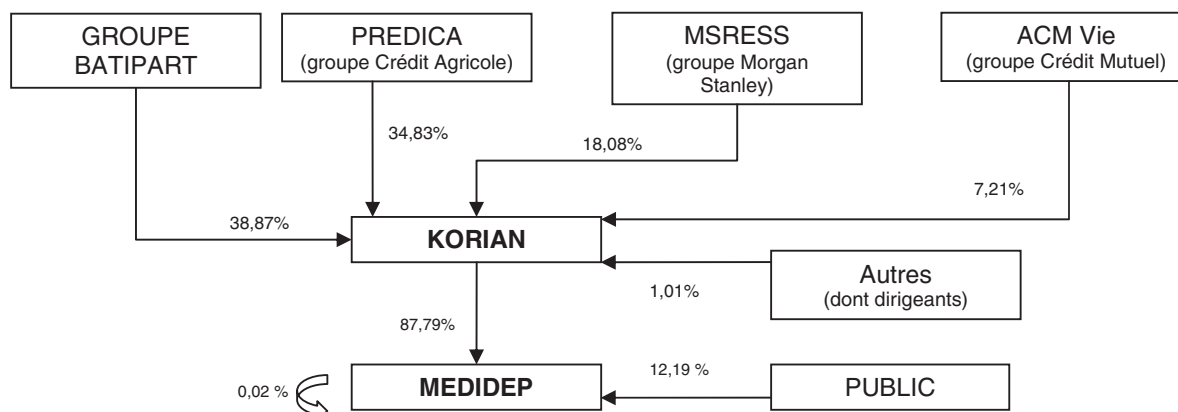 GROUPE
BATIPART
PREDICA
(groupe Crédit Agricole)
MSRESS
(groupe Morgan
Stanley)
ACM Vie
(groupe Crédit Mutuel)
34,83%
18,08%
7,21%
38,87%
KORIAN
Autres
(dont dirigeants)
1,01%
87,79%
0,02 %
MEDIDEP
12,19 %
PUBLIC